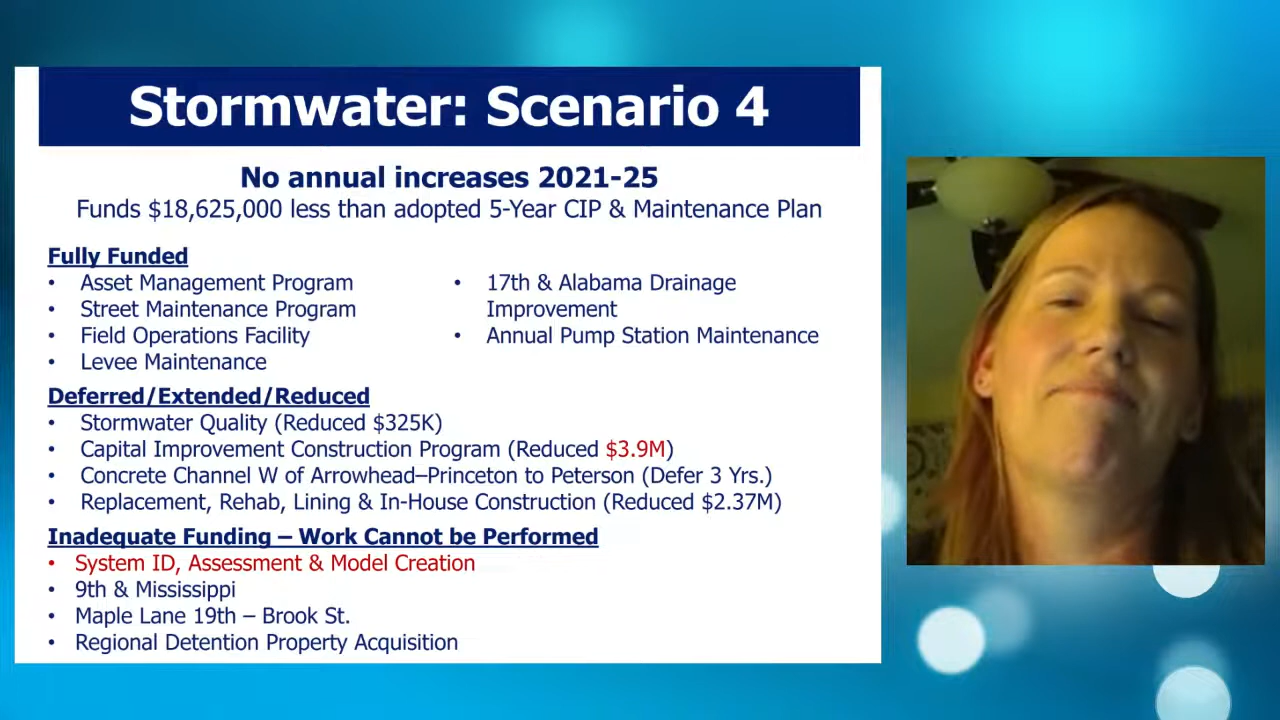 Stormwater: Scenario 4
No annual increases 2021-25
Funds $18,625,000 less than adopted 5-Year CIP & Maintenance Plan
Fully Funded
• Asset Management Program
• Street Maintenance Program
• Field Operations Facility
• Levee Maintenance
• 17th & Alabama Drainage
Improvement
• Annual Pump Station Maintenance
Deferred/Extended/Reduced
• Stormwater Quality (Reduced $325K)
• Capital Improvement Construction Program (Reduced $3.9M)
• Concrete Channel W of Arrowhead–Princeton to Peterson (Defer 3 Yrs.)
• Replacement, Rehab, Lining & In-House Construction (Reduced $2.37M)
Inadequate Funding – Work Cannot be Performed
• System ID, Assessment & Model Creation
• 9th & Mississippi
• Maple Lane 19th – Brook St.
• Regional Detention Property Acquisition